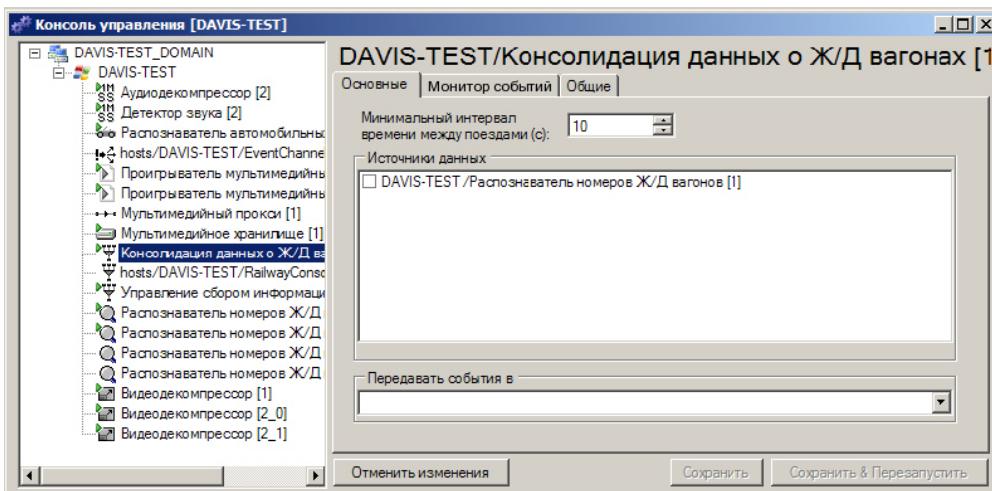 Консоль управления [DAVIS-TEST]
DAVIS-TEST_DOMAIN
DAVIS-TEST
Аудиодекомпрессор [2]
Детектор звука [2]
Распознаватель автомобильных
hosts/DAVIS-TEST/EventChanne
Проигрыватель мультимедийны
Проигрыватель мультимедийны
Мультимедийный прокси [1]
Мультимедийное хранилище [1]
Консолидация данных о Ж/Д ва
hosts/DAVIS-TEST/RailwayConso
Управление сбором информаци
Распознаватель номеров Ж/Д
Распознаватель номеров Ж/Д
Распознаватель номеров Ж/Д
Распознаватель номеров Ж/Д
Видеодекомпрессор [1]
Видеодекомпрессор [2_0]
Видеодекомпрессор [2_1]
DAVIS-TEST/Консолидация данных о Ж/Д вагонах [1
Основные Монитор событий Общие
Минимальный интервал
времени между поездами (с): 10
Источники данных
DAVIS-TEST /Распознаватель номеров Ж/Д вагонов [1]
Передавать события в
Отменить изменения Сохранить Сохранить & Перезапустить